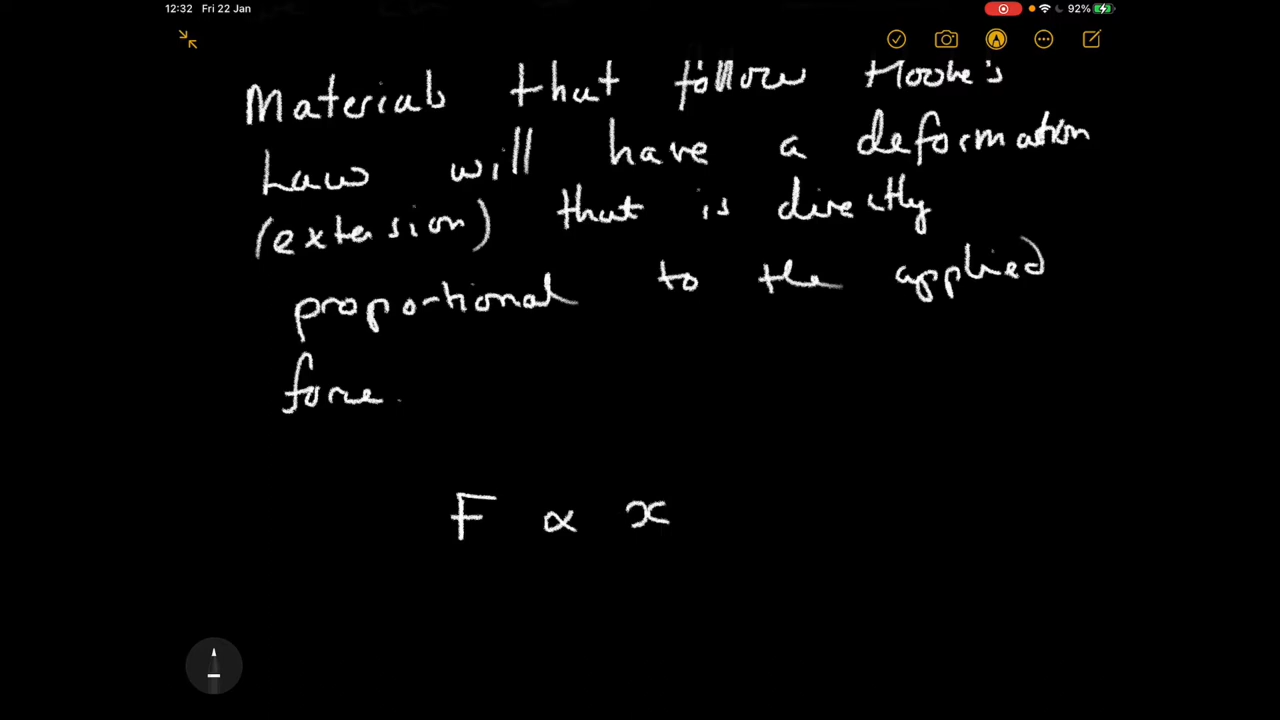 12:32 Fri 22 Jan
92%
Materials that follow Hooke's
Law will have a deformation
(extension) that is directly
proportional to the applied
force.
F ∝ x